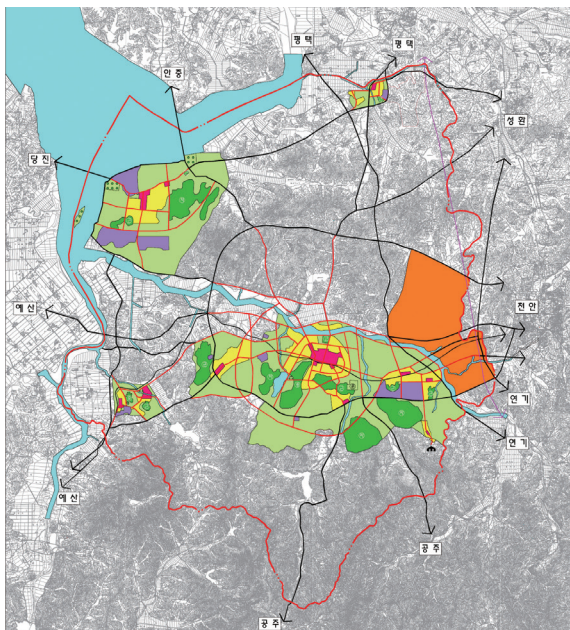 평 택
평 택
안 중
성 환
당 진
예 산
천 안
연 기
연 기
예 산
공 주
공 주